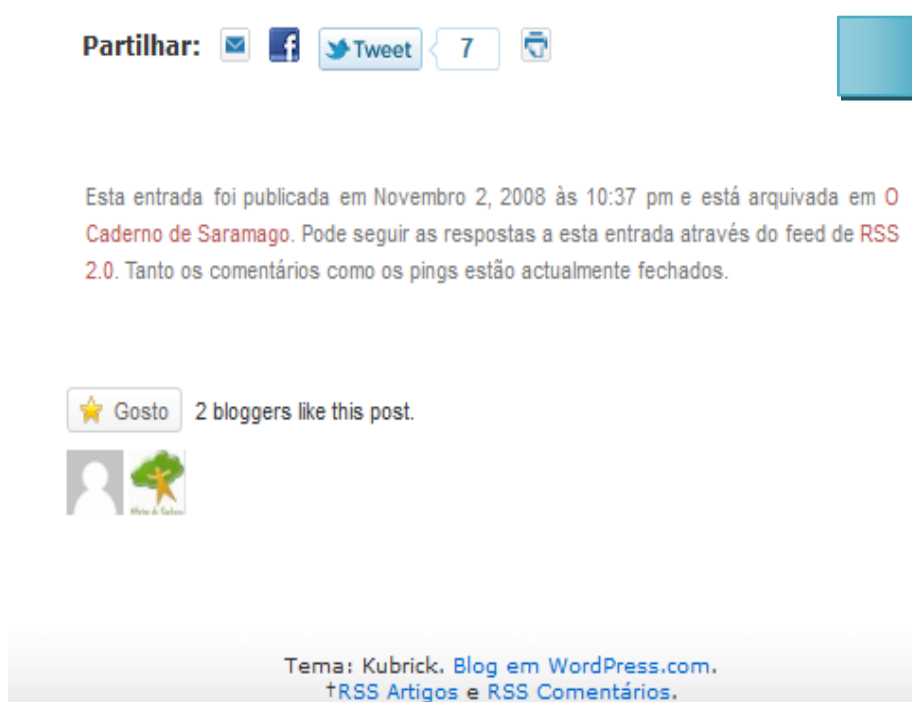 Partilhar: Tweet 7
Esta entrada foi publicada em Novembro 2, 2008 às 10:37 pm e está arquivada em O
Caderno de Saramago. Pode seguir as respostas a esta entrada através do feed de RSS
2.0. Tanto os comentários como os pings estão actualmente fechados.
Gosto 2 bloggers like this post.
Tema: Kubrick. Blog em WordPress.com.
†RSS Artigos e RSS Comentários.